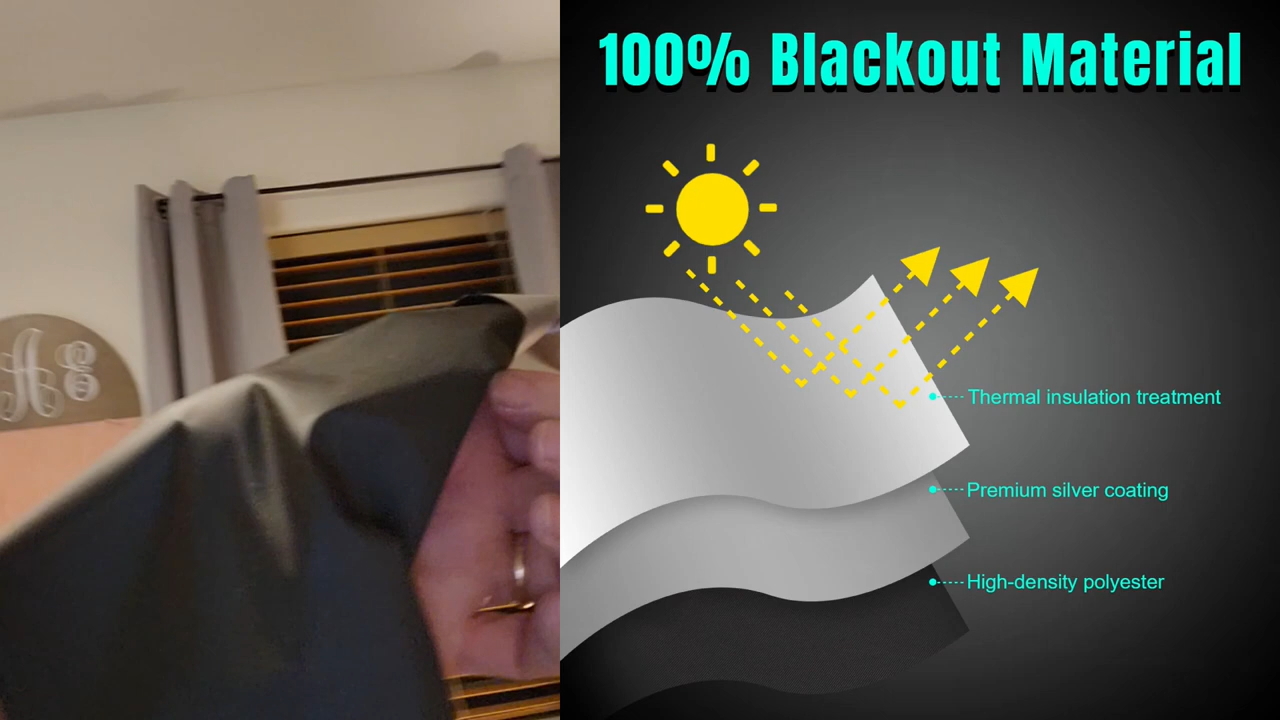 100% Blackout Material
A E
Thermal insulation treatment
Premium silver coating
High-density polyester